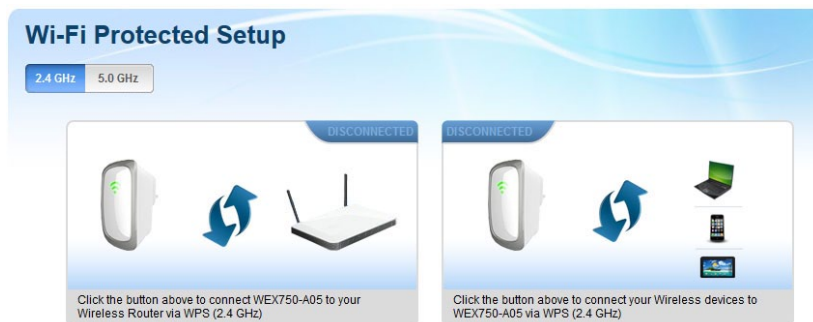 Wi-Fi Protected Setup
2.4 GHz 5.0 GHz
DISCONNECTED
DISCONNECTED
Click the button above to connect WEX750-A05 to your
Wireless Router via WPS (2.4 GHz)
Click the button above to connect your Wireless devices to
WEX750-A05 via WPS (2.4 GHz)